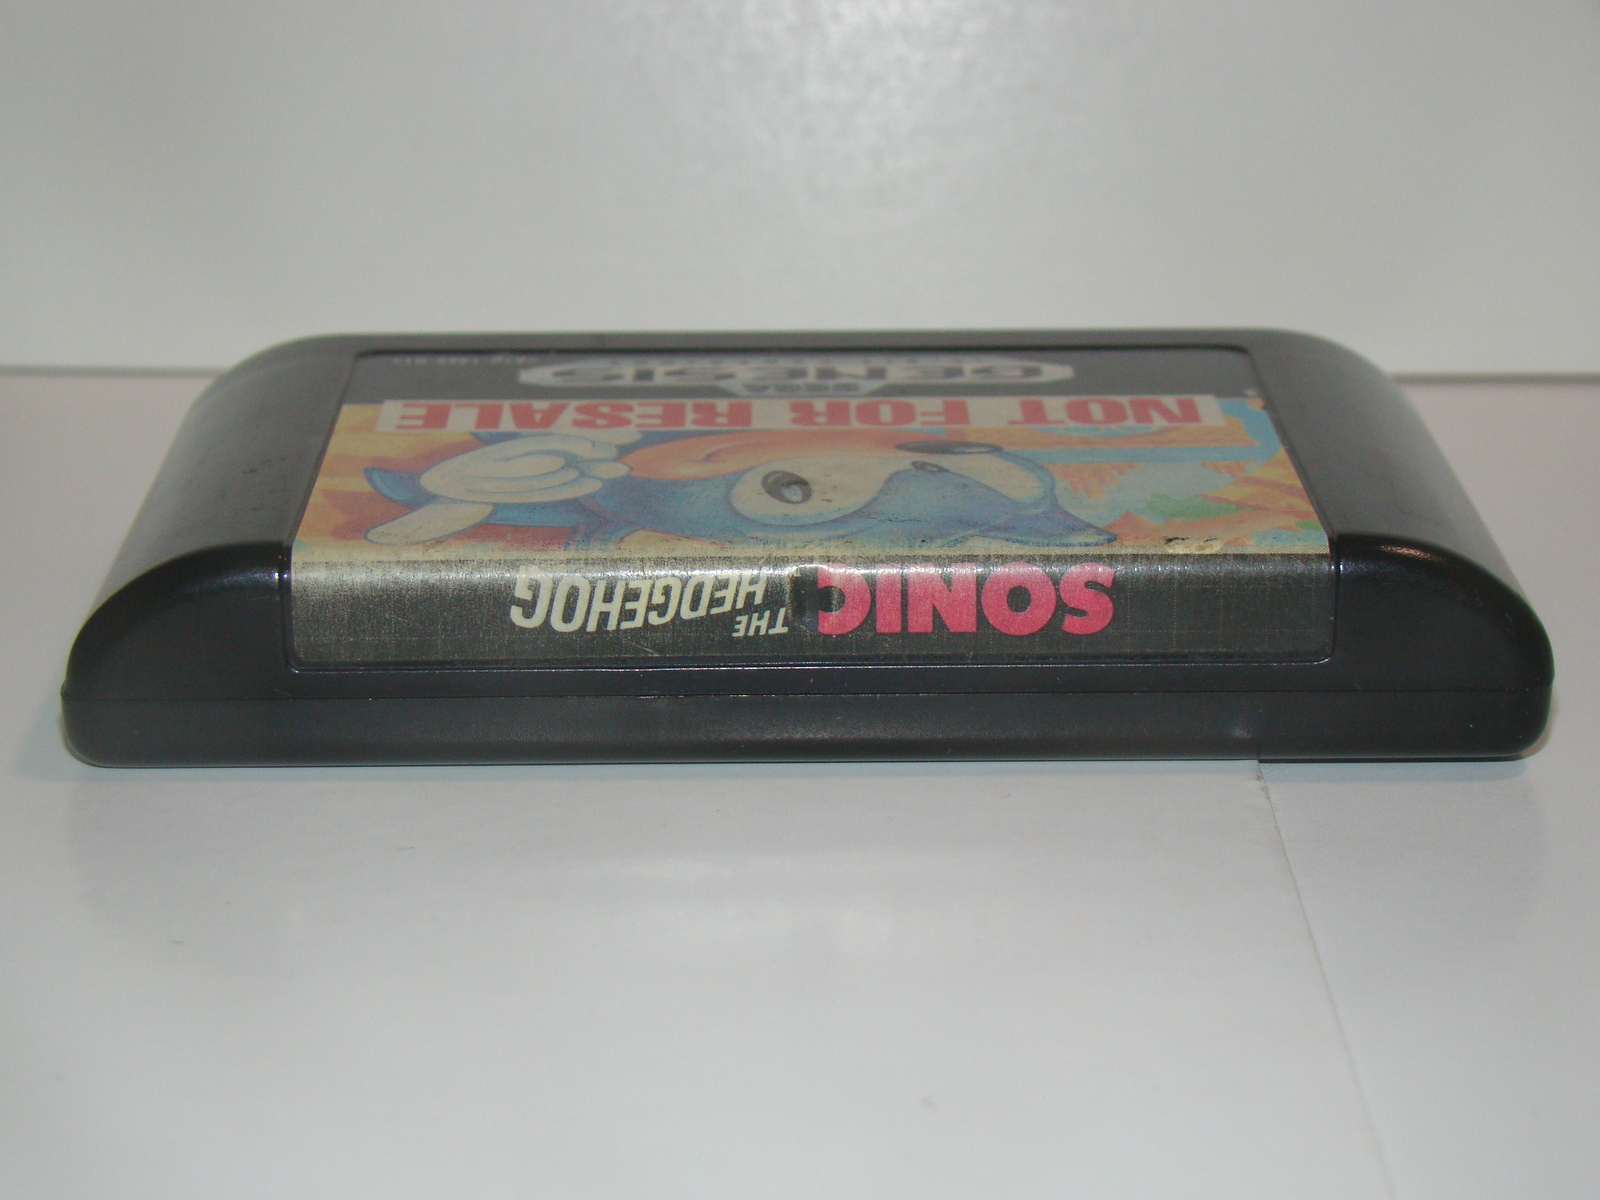 SONIC
THE
HEDGEHOG
NOT FOR RESALE
SEGA
GENESIS